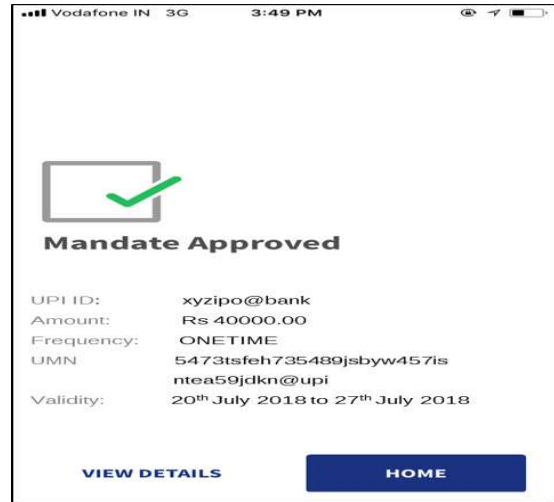 Vodafone IN 3G 3:49 PM
Mandate Approved
UPI ID: xyzipo@bank
Amount: Rs 40000.00
Frequency: ONETIME
UMN 5473tsfeh735489jsbyw457is
ntea59jdkn@upi
Validity: 20th July 2018 to 27th July 2018
VIEW DETAILS HOME